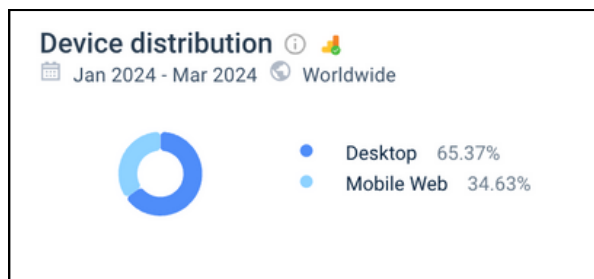 Device distribution
Jan 2024 - Mar 2024 Worldwide
Desktop 65.37%
Mobile Web 34.63%